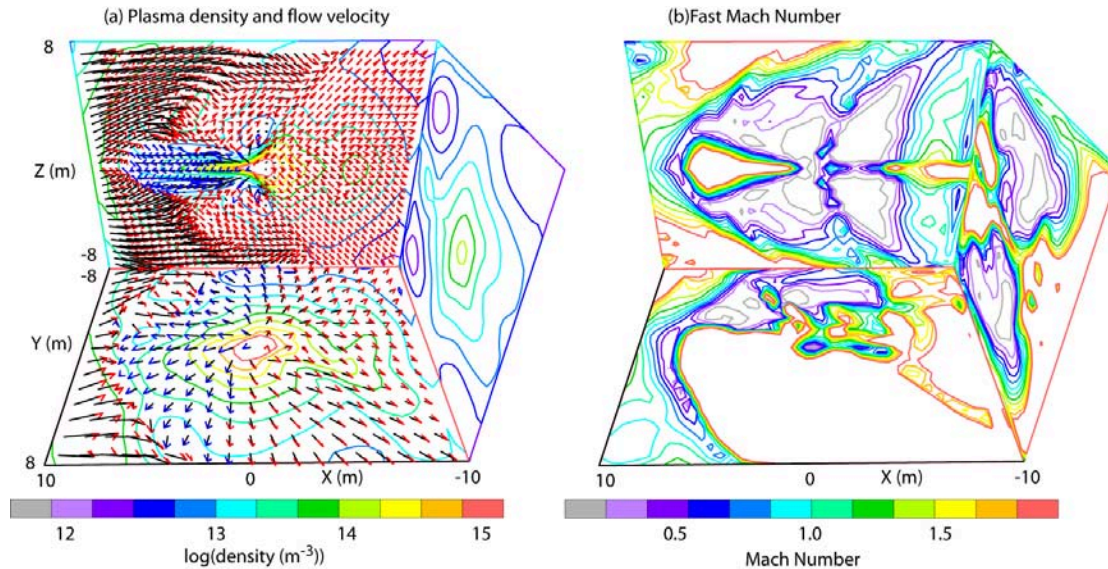 (a) Plasma density and flow velocity
(b)Fast Mach Number
8
Z (m)
-8
-8
Y (m)
8
10
0
X (m)
-10
10
0
X (m)
-10
12
13
14
15
log(density (m⁻³))
0.5
1.0
1.5
Mach Number